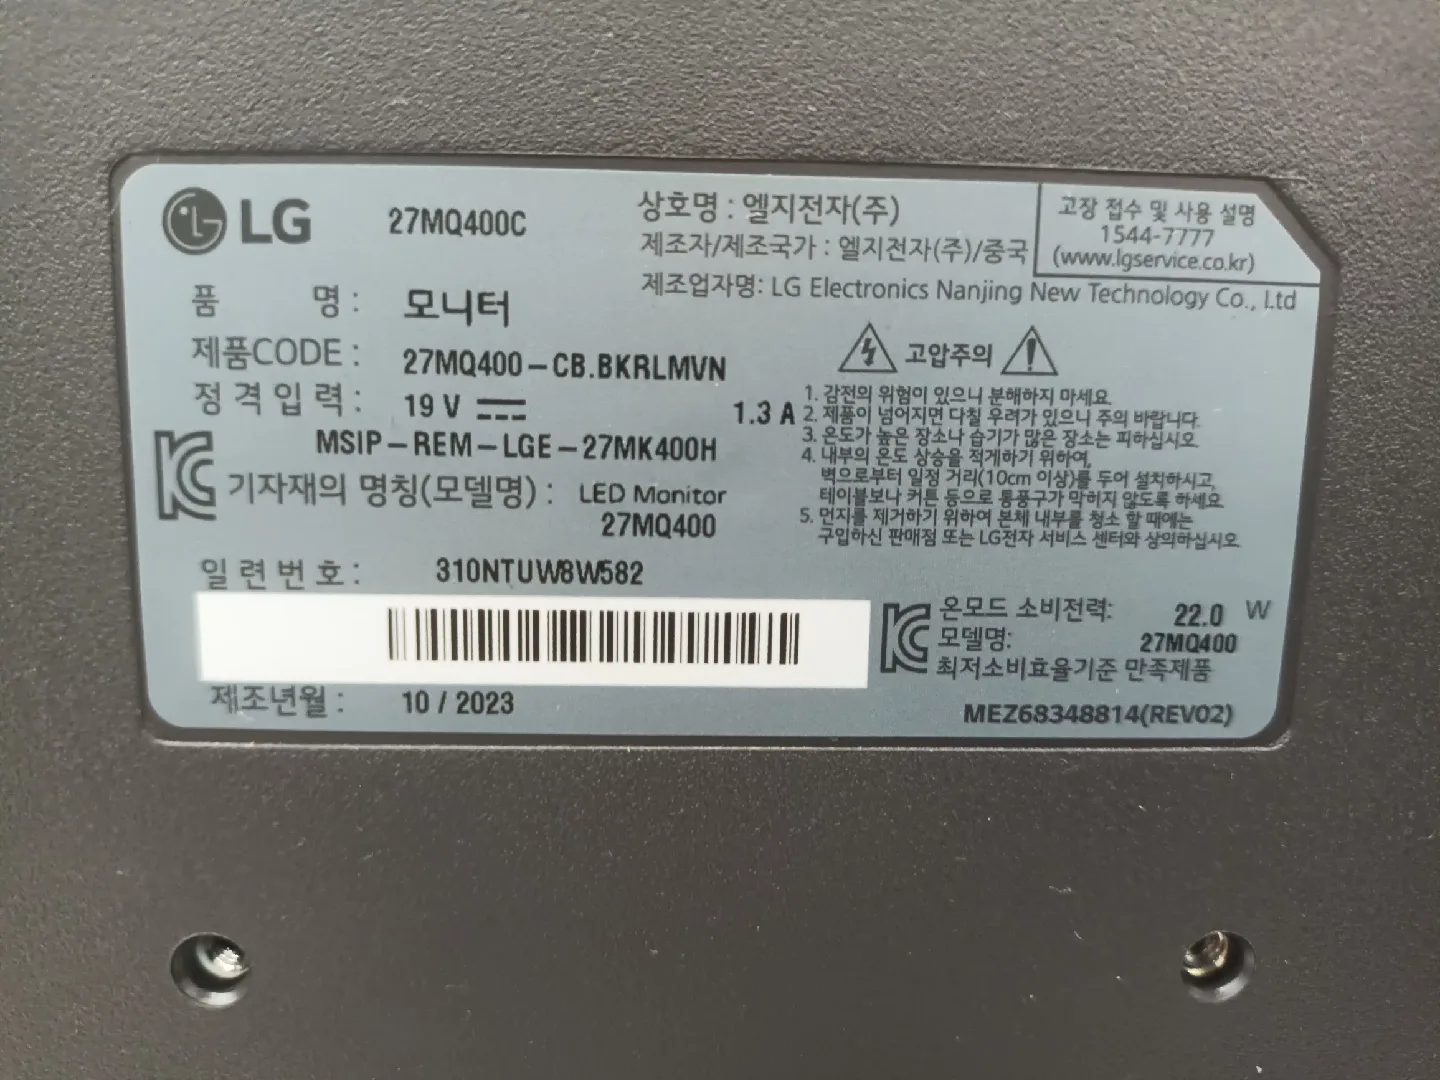 LG 27MQ400C
상호명 : 엘지전자(주)
제조자/제조국가 : 엘지전자(주)/중국
제조업자명: LG Electronics Nanjing New Technology Co., Ltd
고장 접수 및 사용 설명
1544-7777
(www.lgservice.co.kr)
품 명 : 모니터
제품CODE : 27MQ400-CB.BKRLMVN
정격입력 : 19 V 1.3 A
MSIP-REM-LGE-27MK400H
기자재의 명칭(모델명) : LED Monitor
27MQ400
일련번호 : 310NTUW8W582
제조년월 : 10 / 2023
고압주의
1. 감전의 위험이 있으니 분해하지 마세요.
2. 제품이 넘어지면 다칠 우려가 있으니 주의 바랍니다.
3. 온도가 높은 장소나 습기가 많은 장소는 피하십시오.
4. 내부의 온도 상승을 적게하기 위하여,
벽으로부터 일정 거리(10cm 이상)를 두어 설치하시고,
테이블보나 커튼 등으로 통풍구가 막히지 않도록 하세요.
5. 먼지를 제거하기 위하여 본체 내부를 청소 할 때에는
구입하신 판매점 또는 LG전자 서비스 센터와 상의하십시오.
온모드 소비전력: 22.0 W
모델명: 27MQ400
최저소비효율기준 만족제품
MEZ68348814(REV02)